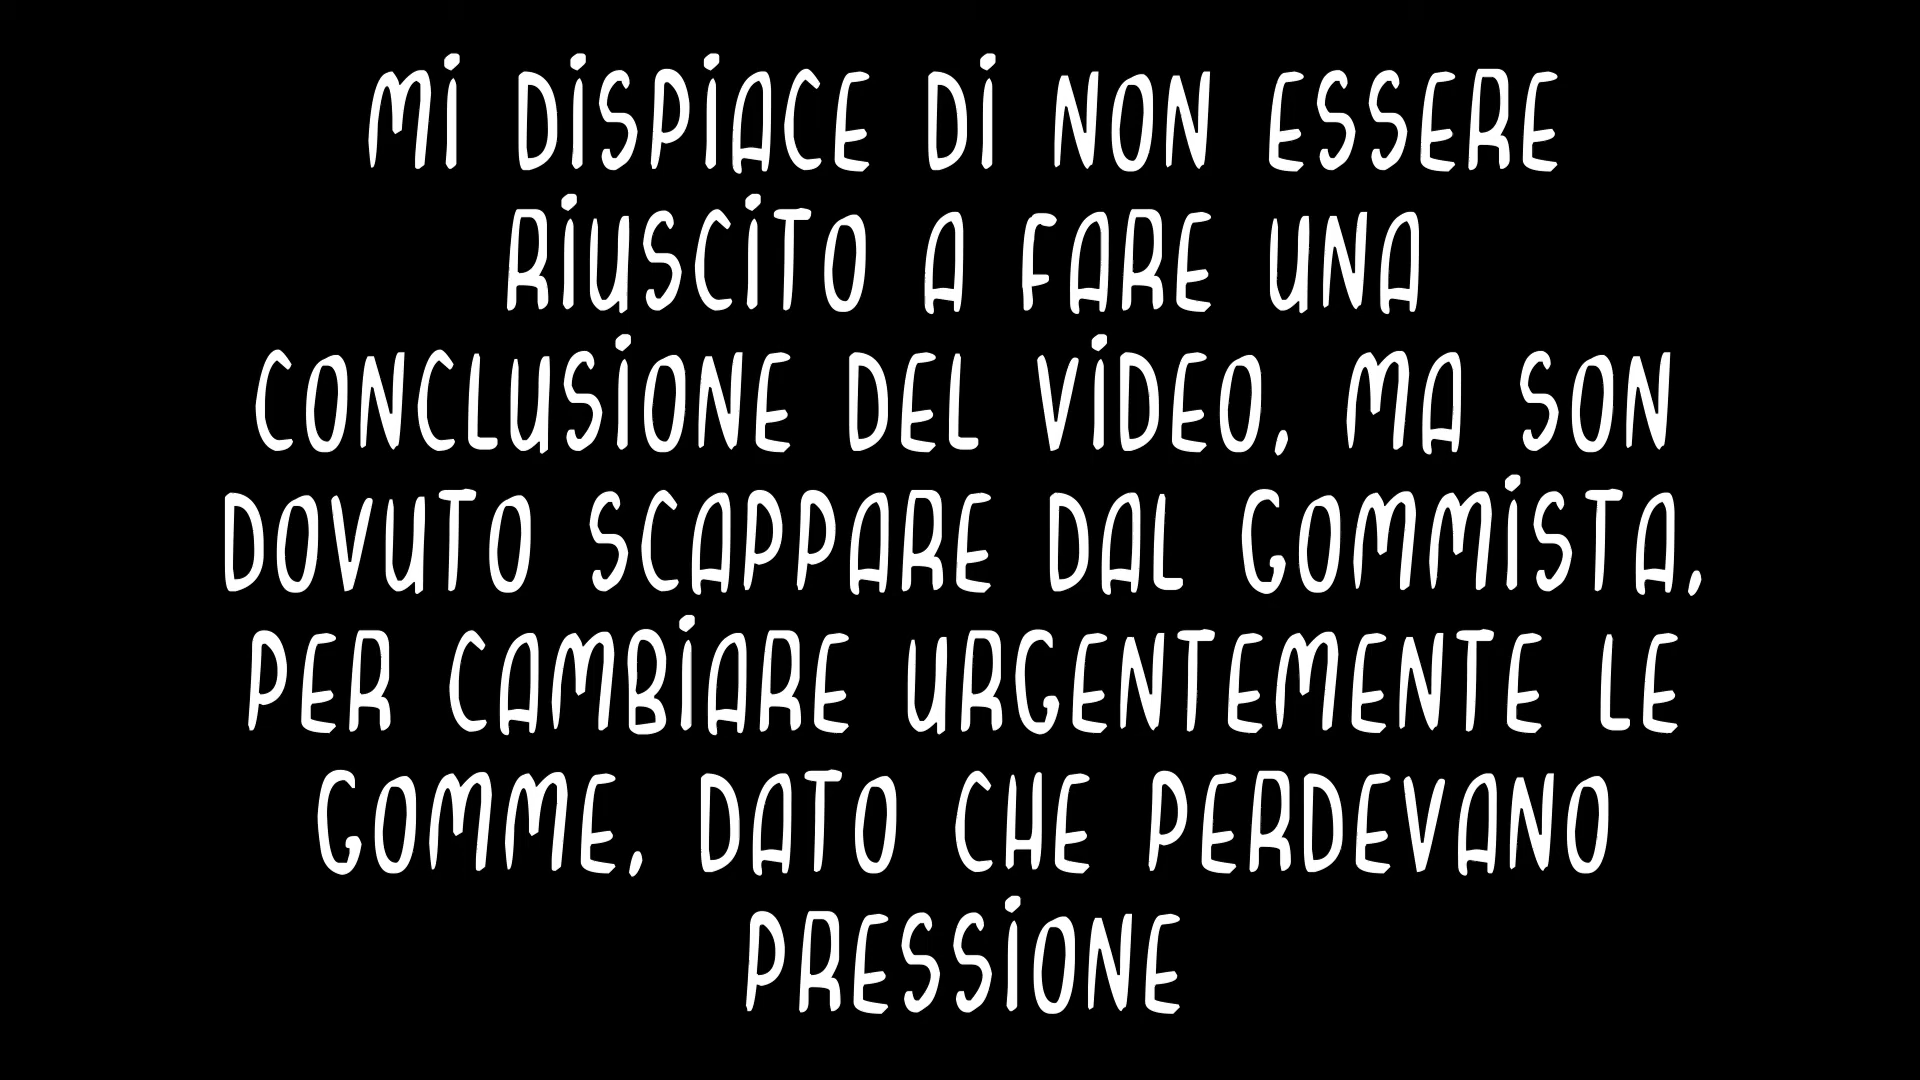 Mi DiSPiACE Di NON ESSERE
RiUSCiTO A FARE UNA
CONCLUSiONE DEL ViDEO, MA SON
DOVUTO SCAPPARE DAL GOMMiSTA,
PER CAMBiARE URGENTEMENTE LE
GOMME, DATO CHE PERDEVANO
PRESSiONE